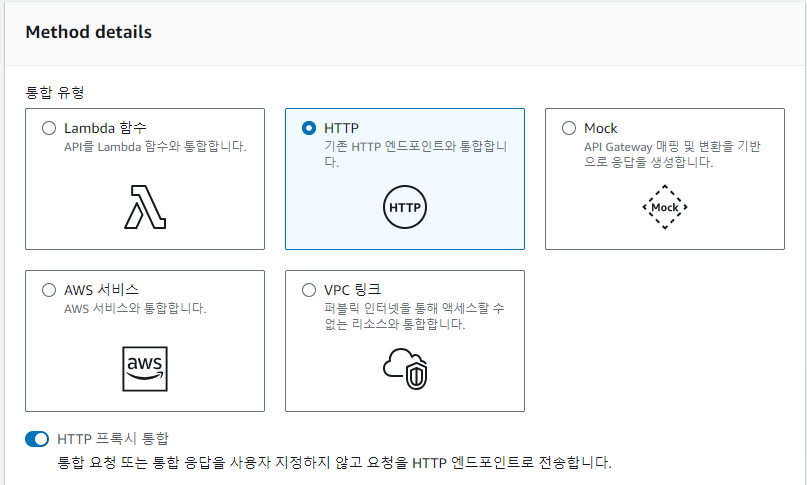 Method details
통합 유형
Lambda 함수
API를 Lambda 함수와 통합합니다.
HTTP
기존 HTTP 엔드포인트와 통합합니
다.
HTTP
Mock
API Gateway 매핑 및 변환을 기반
으로 응답을 생성합니다.
Mock
AWS 서비스
AWS 서비스와 통합합니다.
aws
VPC 링크
퍼블릭 인터넷을 통해 액세스할 수
없는 리소스와 통합합니다.
HTTP 프록시 통합
통합 요청 또는 통합 응답을 사용자 지정하지 않고 요청을 HTTP 엔드포인트로 전송합니다.